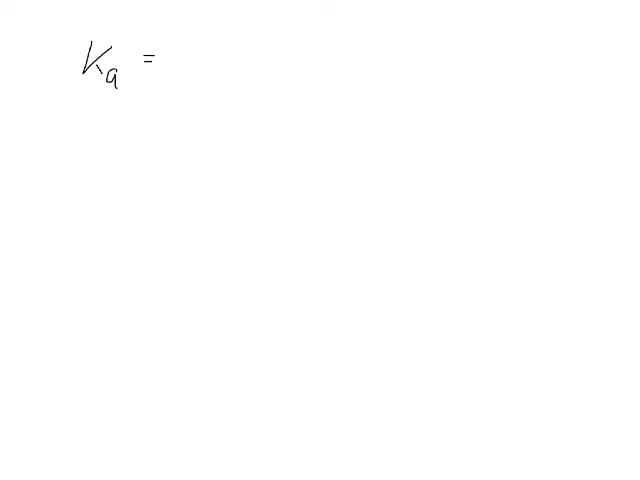 Ka =